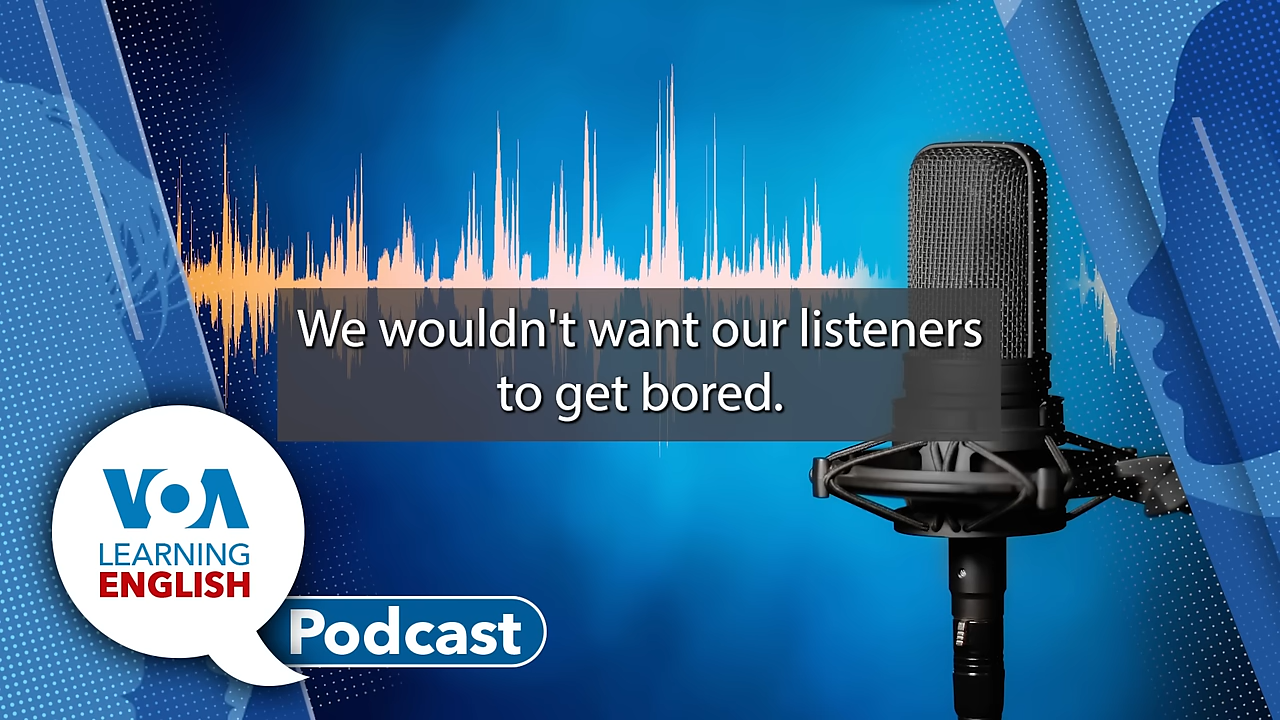 We wouldn't want our listeners
to get bored.
VOA
LEARNING
ENGLISH
Podcast